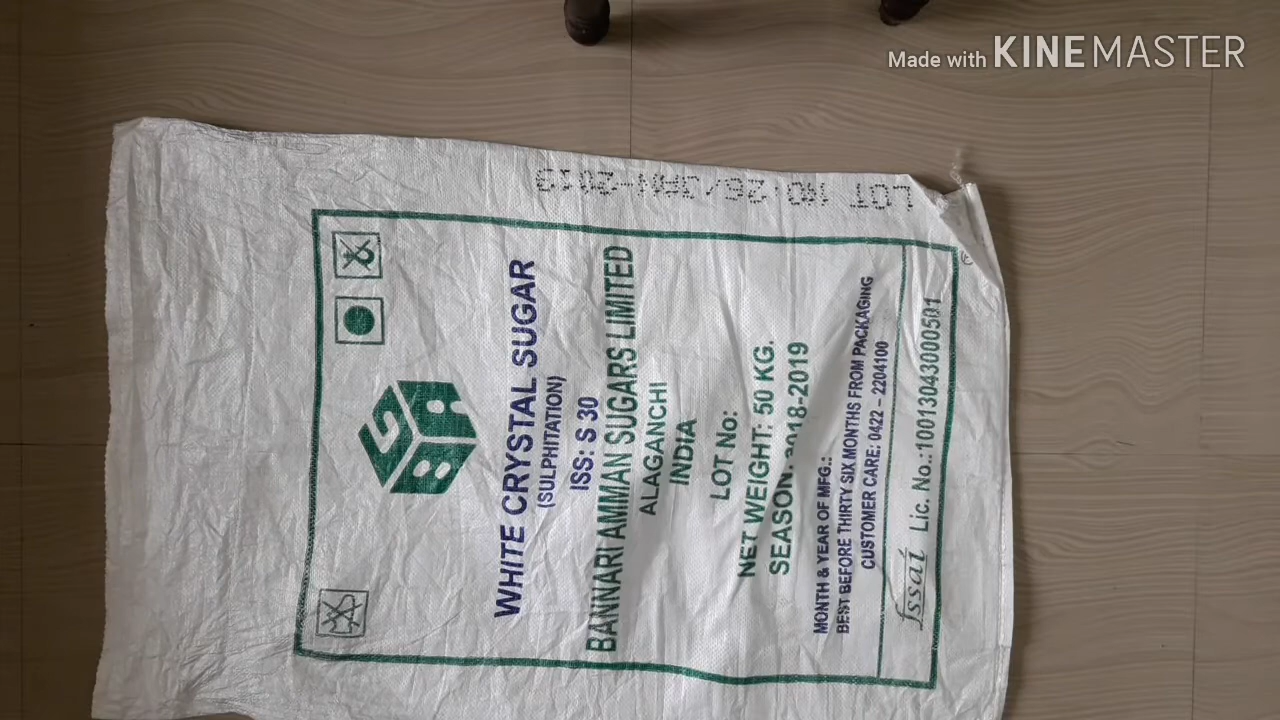 Made with KINEMASTER
LOT NO:26/JAN-2019
BGA
WHITE CRYSTAL SUGAR
(SULPHITATION)
ISS: S 30
BANNARI AMMAN SUGARS LIMITED
ALAGANCHI
INDIA
LOT No:
NET WEIGHT: 50 KG.
SEASON: 2018-2019
MONTH & YEAR OF MFG.:
BEST BEFORE THIRTY SIX MONTHS FROM PACKAGING
CUSTOMER CARE: 0422 - 2204100
fssai Lic. No.:10013043000501